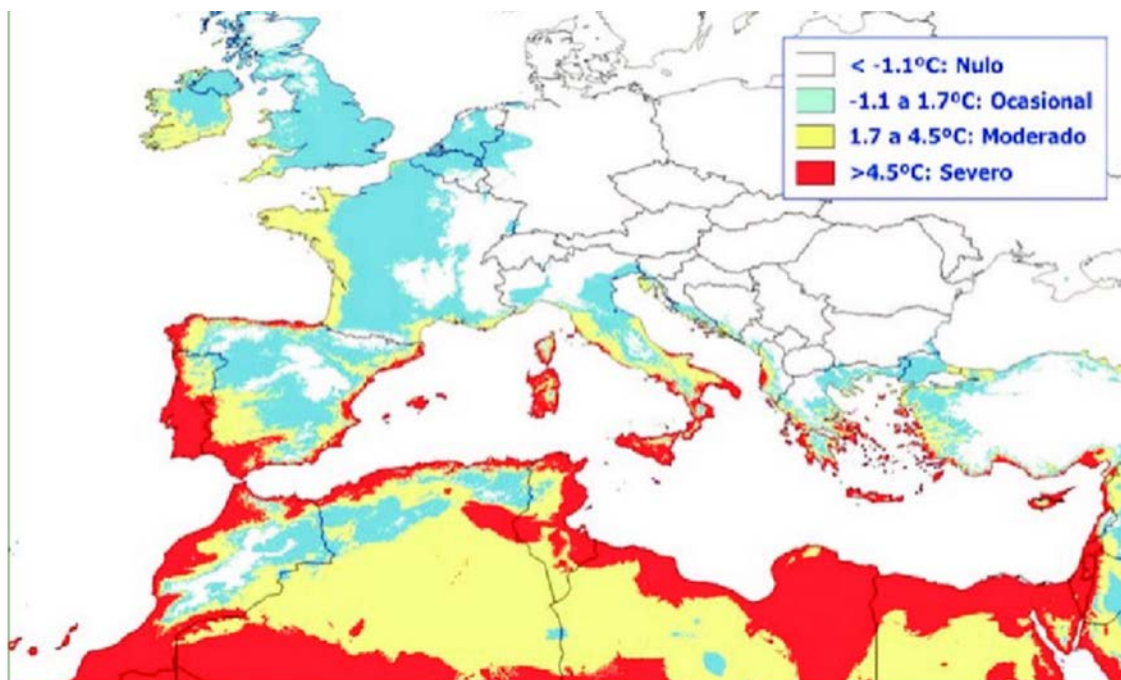 < -1.1ºC: Nulo
-1.1 a 1.7ºC: Ocasional
1.7 a 4.5ºC: Moderado
>4.5ºC: Severo